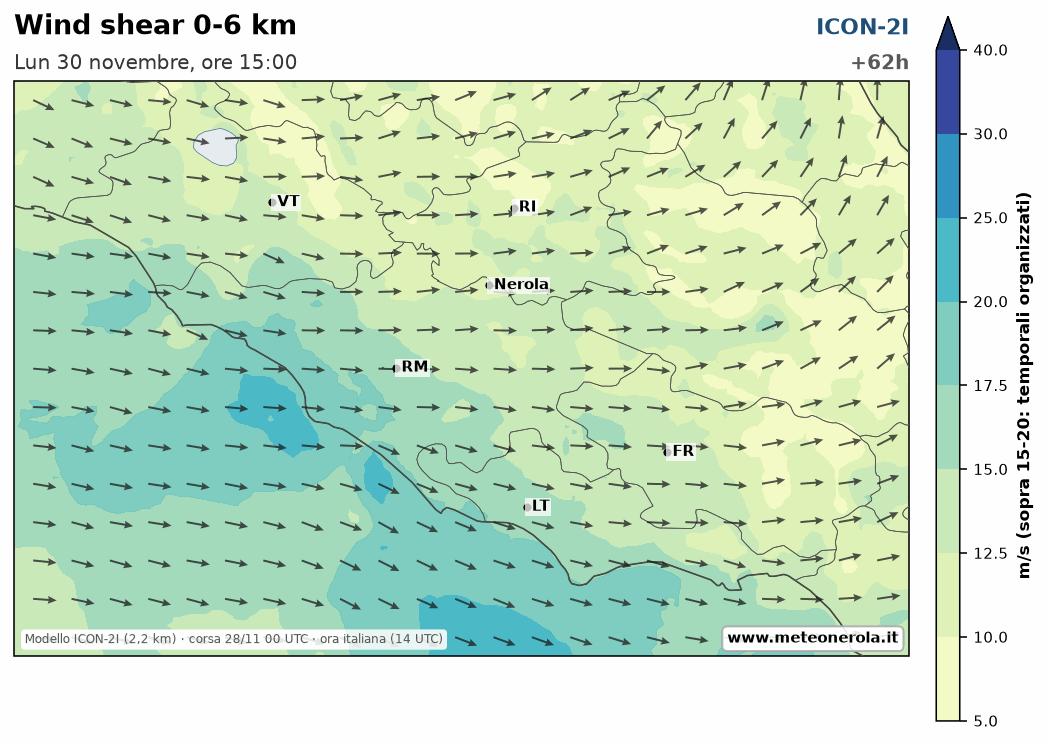 Wind shear 0-6 km
ICON-2I
Lun 30 novembre, ore 15:00
+62h
VT
RI
Nerola
RM
FR
LT
Modello ICON-2I (2,2 km) · corsa 28/11 00 UTC · ora italiana (14 UTC)
www.meteonerola.it
40.0
30.0
25.0
20.0
17.5
15.0
12.5
10.0
5.0
m/s (sopra 15-20: temporali organizzati)